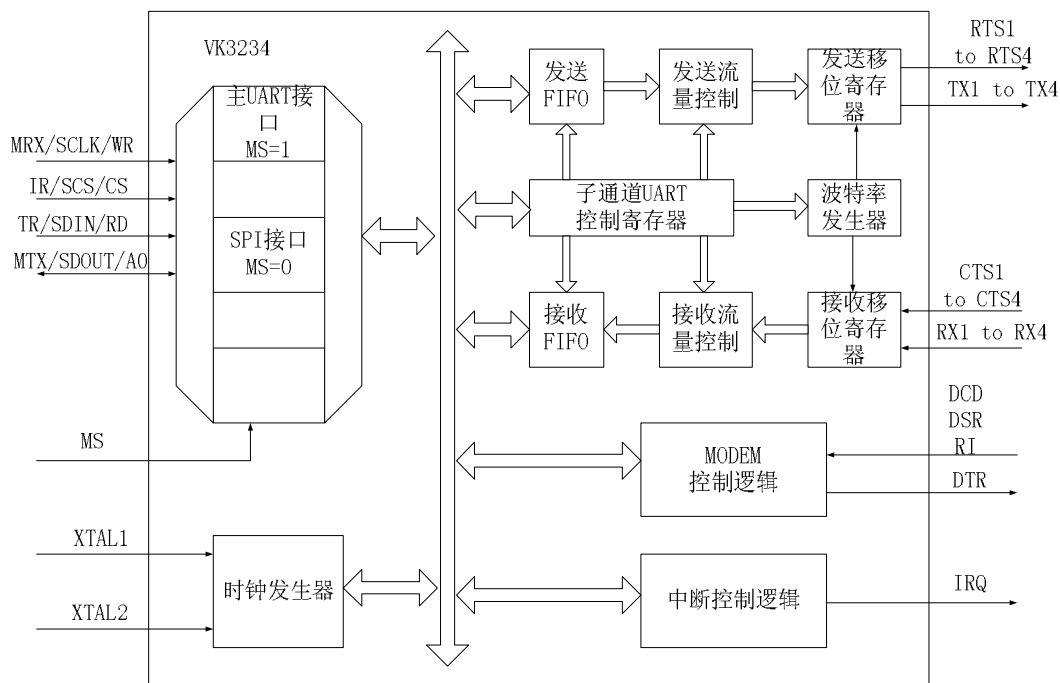 VK3234
主UART接
口
MS=1
SPI接口
MS=0
MRX/SCLK/WR
IR/SCS/CS
TR/SDIN/RD
MTX/SDOUT/A0
MS
XTAL1
XTAL2
时钟发生器
发送
FIFO
发送流
量控制
发送移
位寄存
器
RTS1
to RTS4
TX1 to TX4
子通道UART
控制寄存器
波特率
发生器
接收
FIFO
接收流
量控制
接收移
位寄存
器
CTS1
to CTS4
RX1 to RX4
MODEM
控制逻辑
DCD
DSR
RI
DTR
中断控制逻辑
IRQ